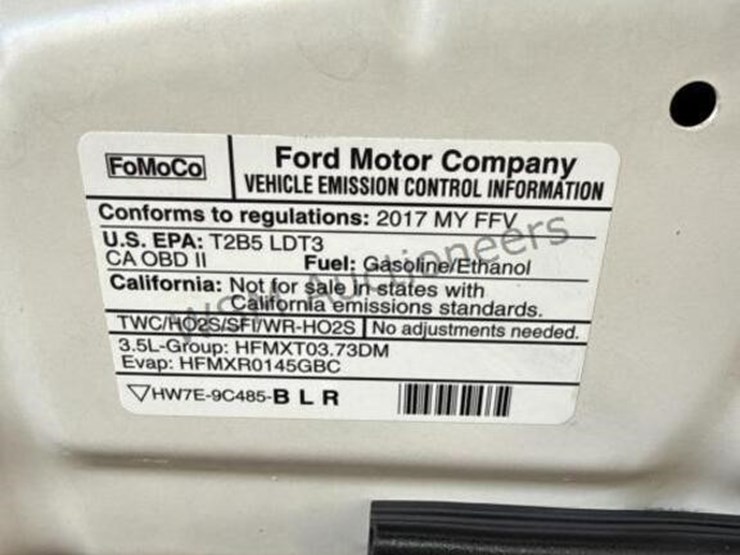 FoMoCo
Ford Motor Company
VEHICLE EMISSION CONTROL INFORMATION
Conforms to regulations: 2017 MY FFV
U.S. EPA: T2B5 LDT3
CA OBD II Fuel: Gasoline/Ethanol
California: Not for sale in states with
California emissions standards.
TWC/HO2S/SFI/WR-HO2S No adjustments needed.
3.5L-Group: HFMXT03.73DM
Evap: HFMXR0145GBC
HW7E-9C485-B L R
Auctioneers